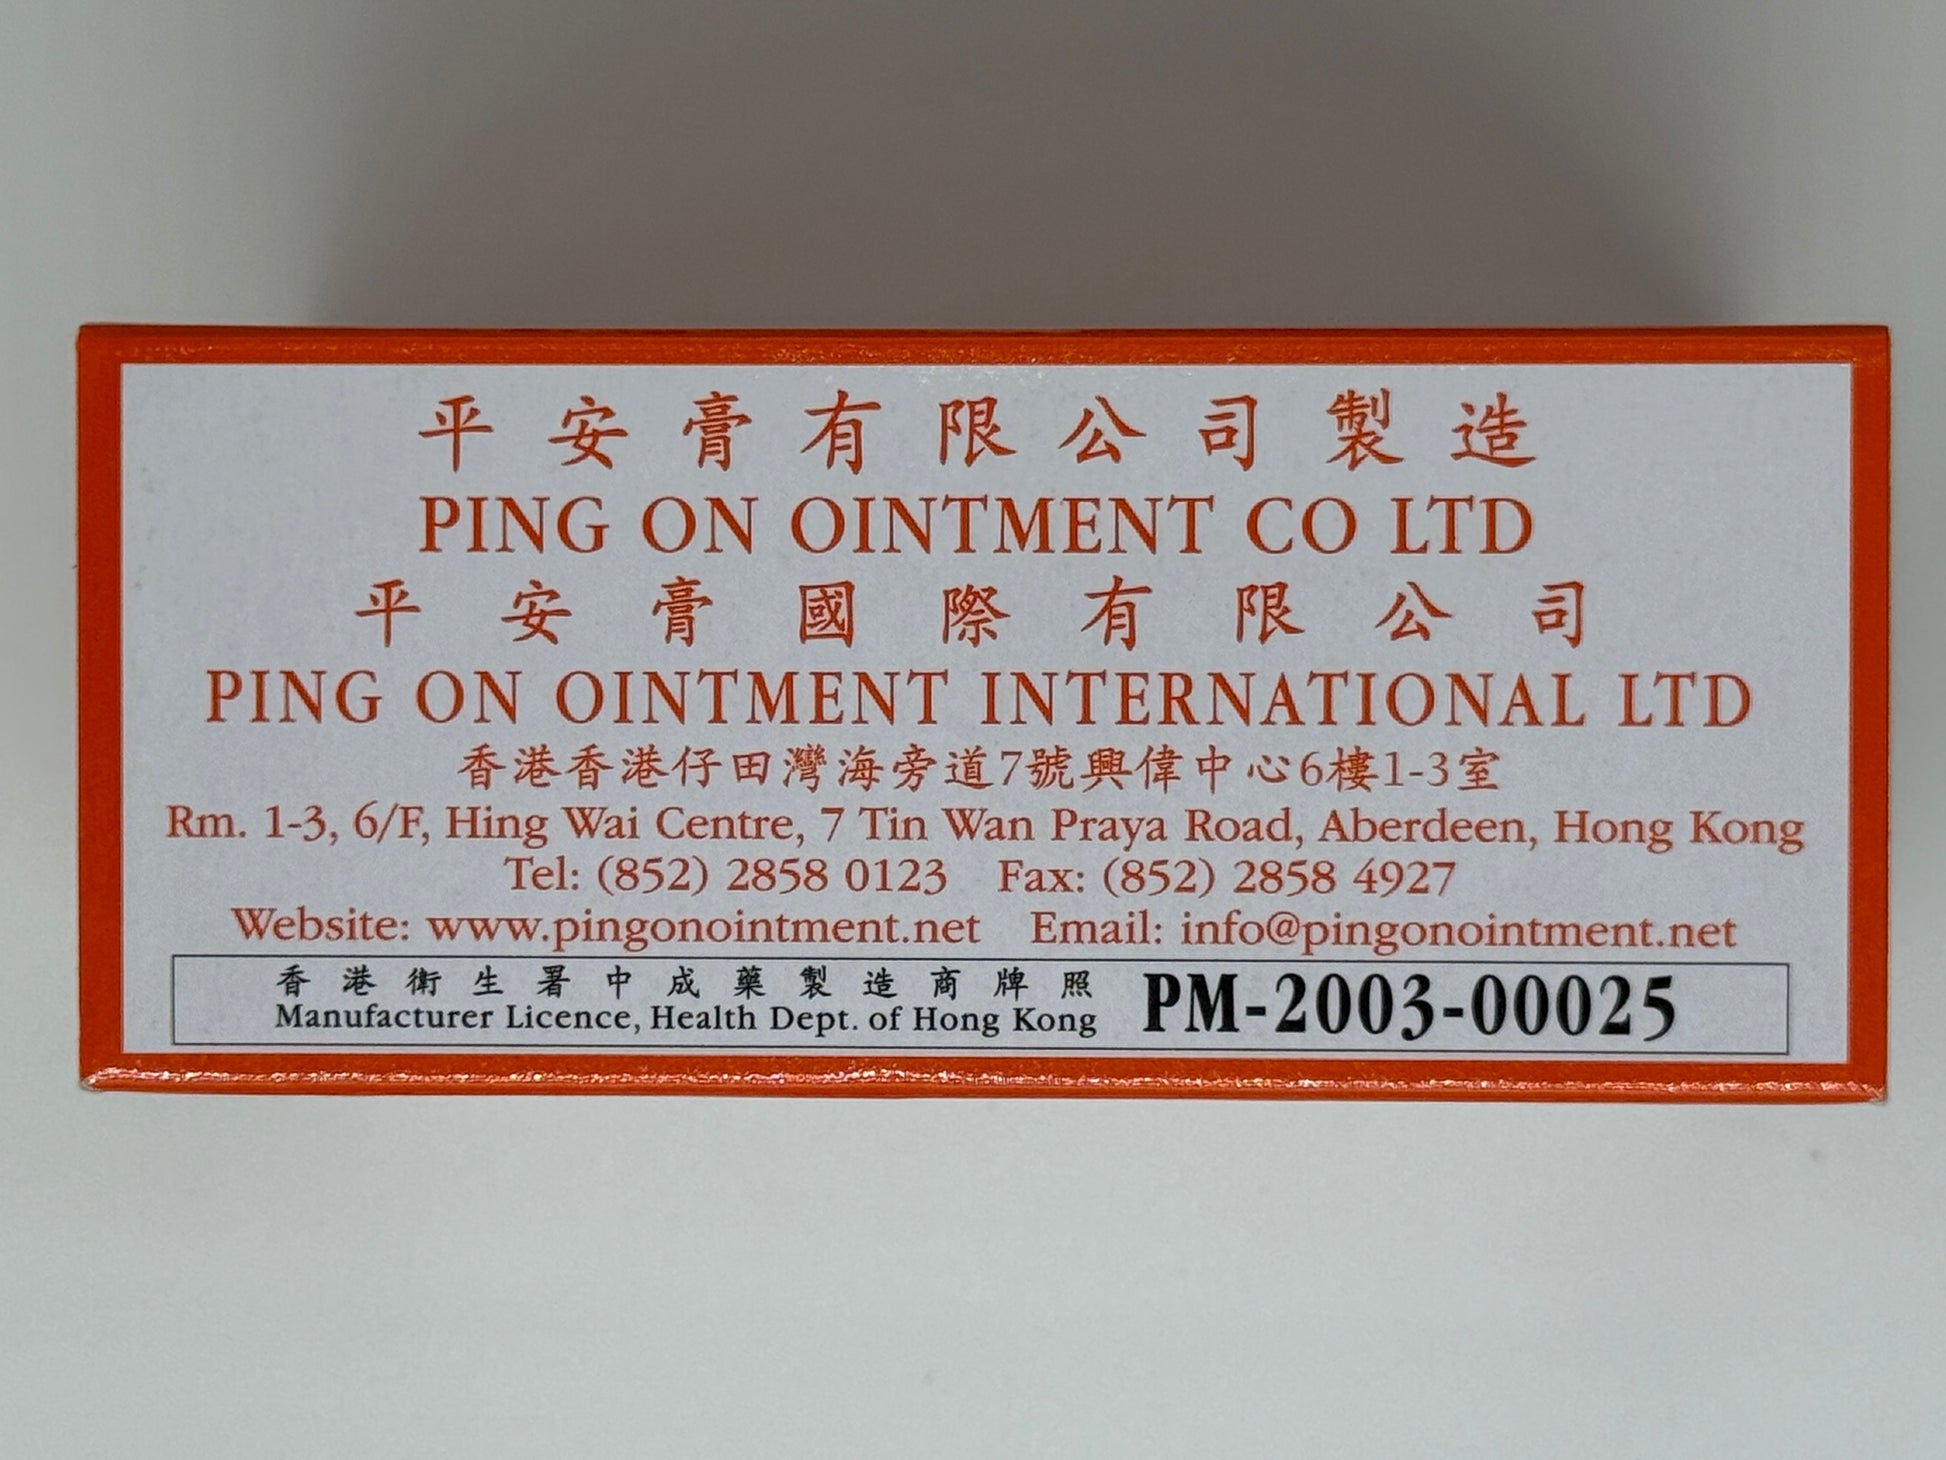 平安膏有限公司製造
PING ON OINTMENT CO LTD
平安膏國際有限公司
PING ON OINTMENT INTERNATIONAL LTD
香港香港仔田灣海旁道7號興偉中心6樓1-3室
Rm. 1-3, 6/F, Hing Wai Centre, 7 Tin Wan Praya Road, Aberdeen, Hong Kong
Tel: (852) 2858 0123 Fax: (852) 2858 4927
Website: www.pingonointment.net Email: info@pingonointment.net
香港衛生署中成藥製造商牌照
Manufacturer Licence, Health Dept. of Hong Kong
PM-2003-00025